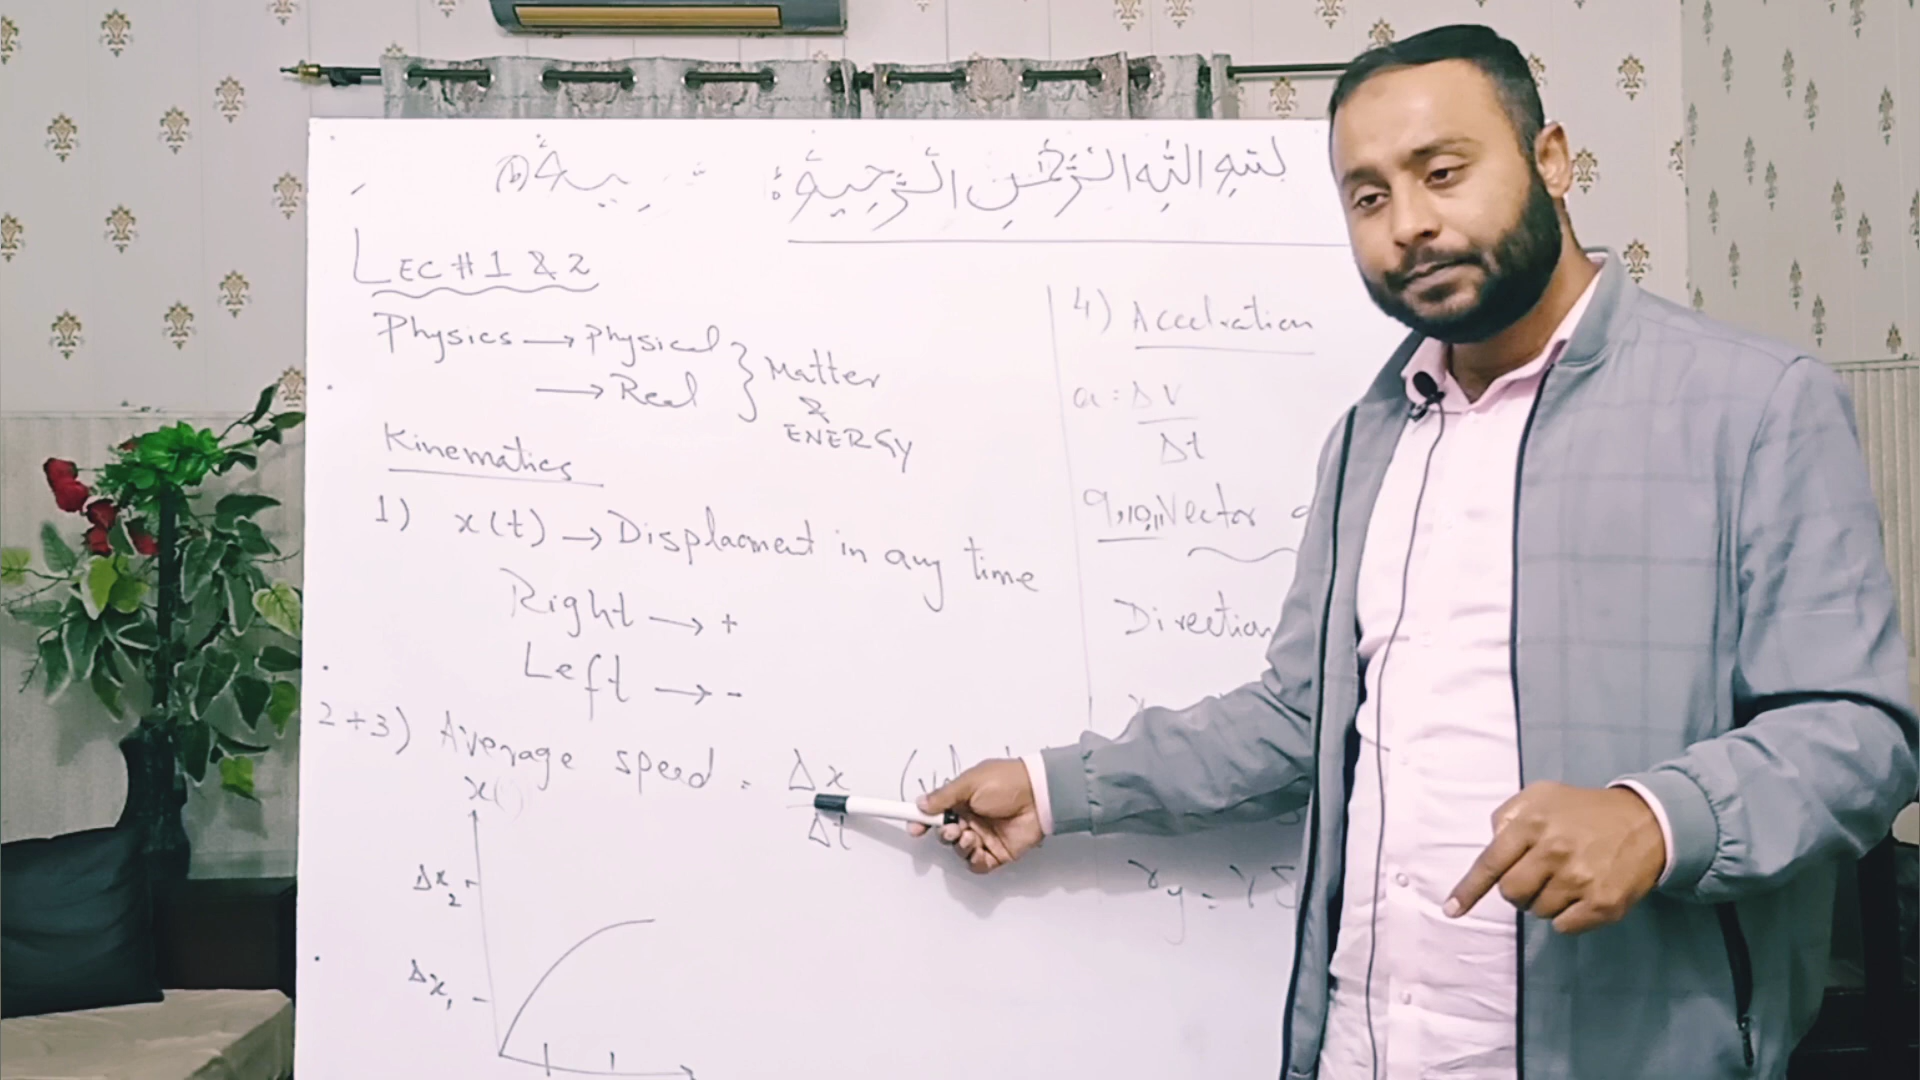 بسم الله الرحمن الرحيم
LEC # 1 & 2
Physics → Physical
→ Real
Matter
&
ENERGY
Kinematics
1) x(t) → Displacment in any time
Right → +
Left → -
2+3) Average speed = Δx
Δt
x()
Δx2
Δx1
4) Accelration
a = Δv
Δt
9,10,11 Vector
Direction